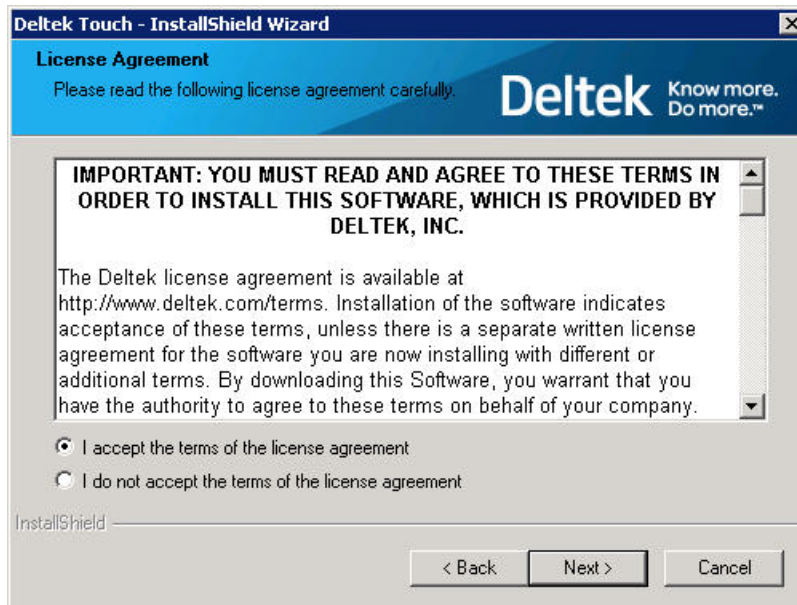 Deltek Touch - InstallShield Wizard
License Agreement
Please read the following license agreement carefully.
Deltek Know more.
Do more.™
IMPORTANT: YOU MUST READ AND AGREE TO THESE TERMS IN
ORDER TO INSTALL THIS SOFTWARE, WHICH IS PROVIDED BY
DELTEK, INC.
The Deltek license agreement is available at
http://www.deltek.com/terms. Installation of the software indicates
acceptance of these terms, unless there is a separate written license
agreement for the software you are now installing with different or
additional terms. By downloading this Software, you warrant that you
have the authority to agree to these terms on behalf of your company.
I accept the terms of the license agreement
I do not accept the terms of the license agreement
InstallShield
< Back Next > Cancel